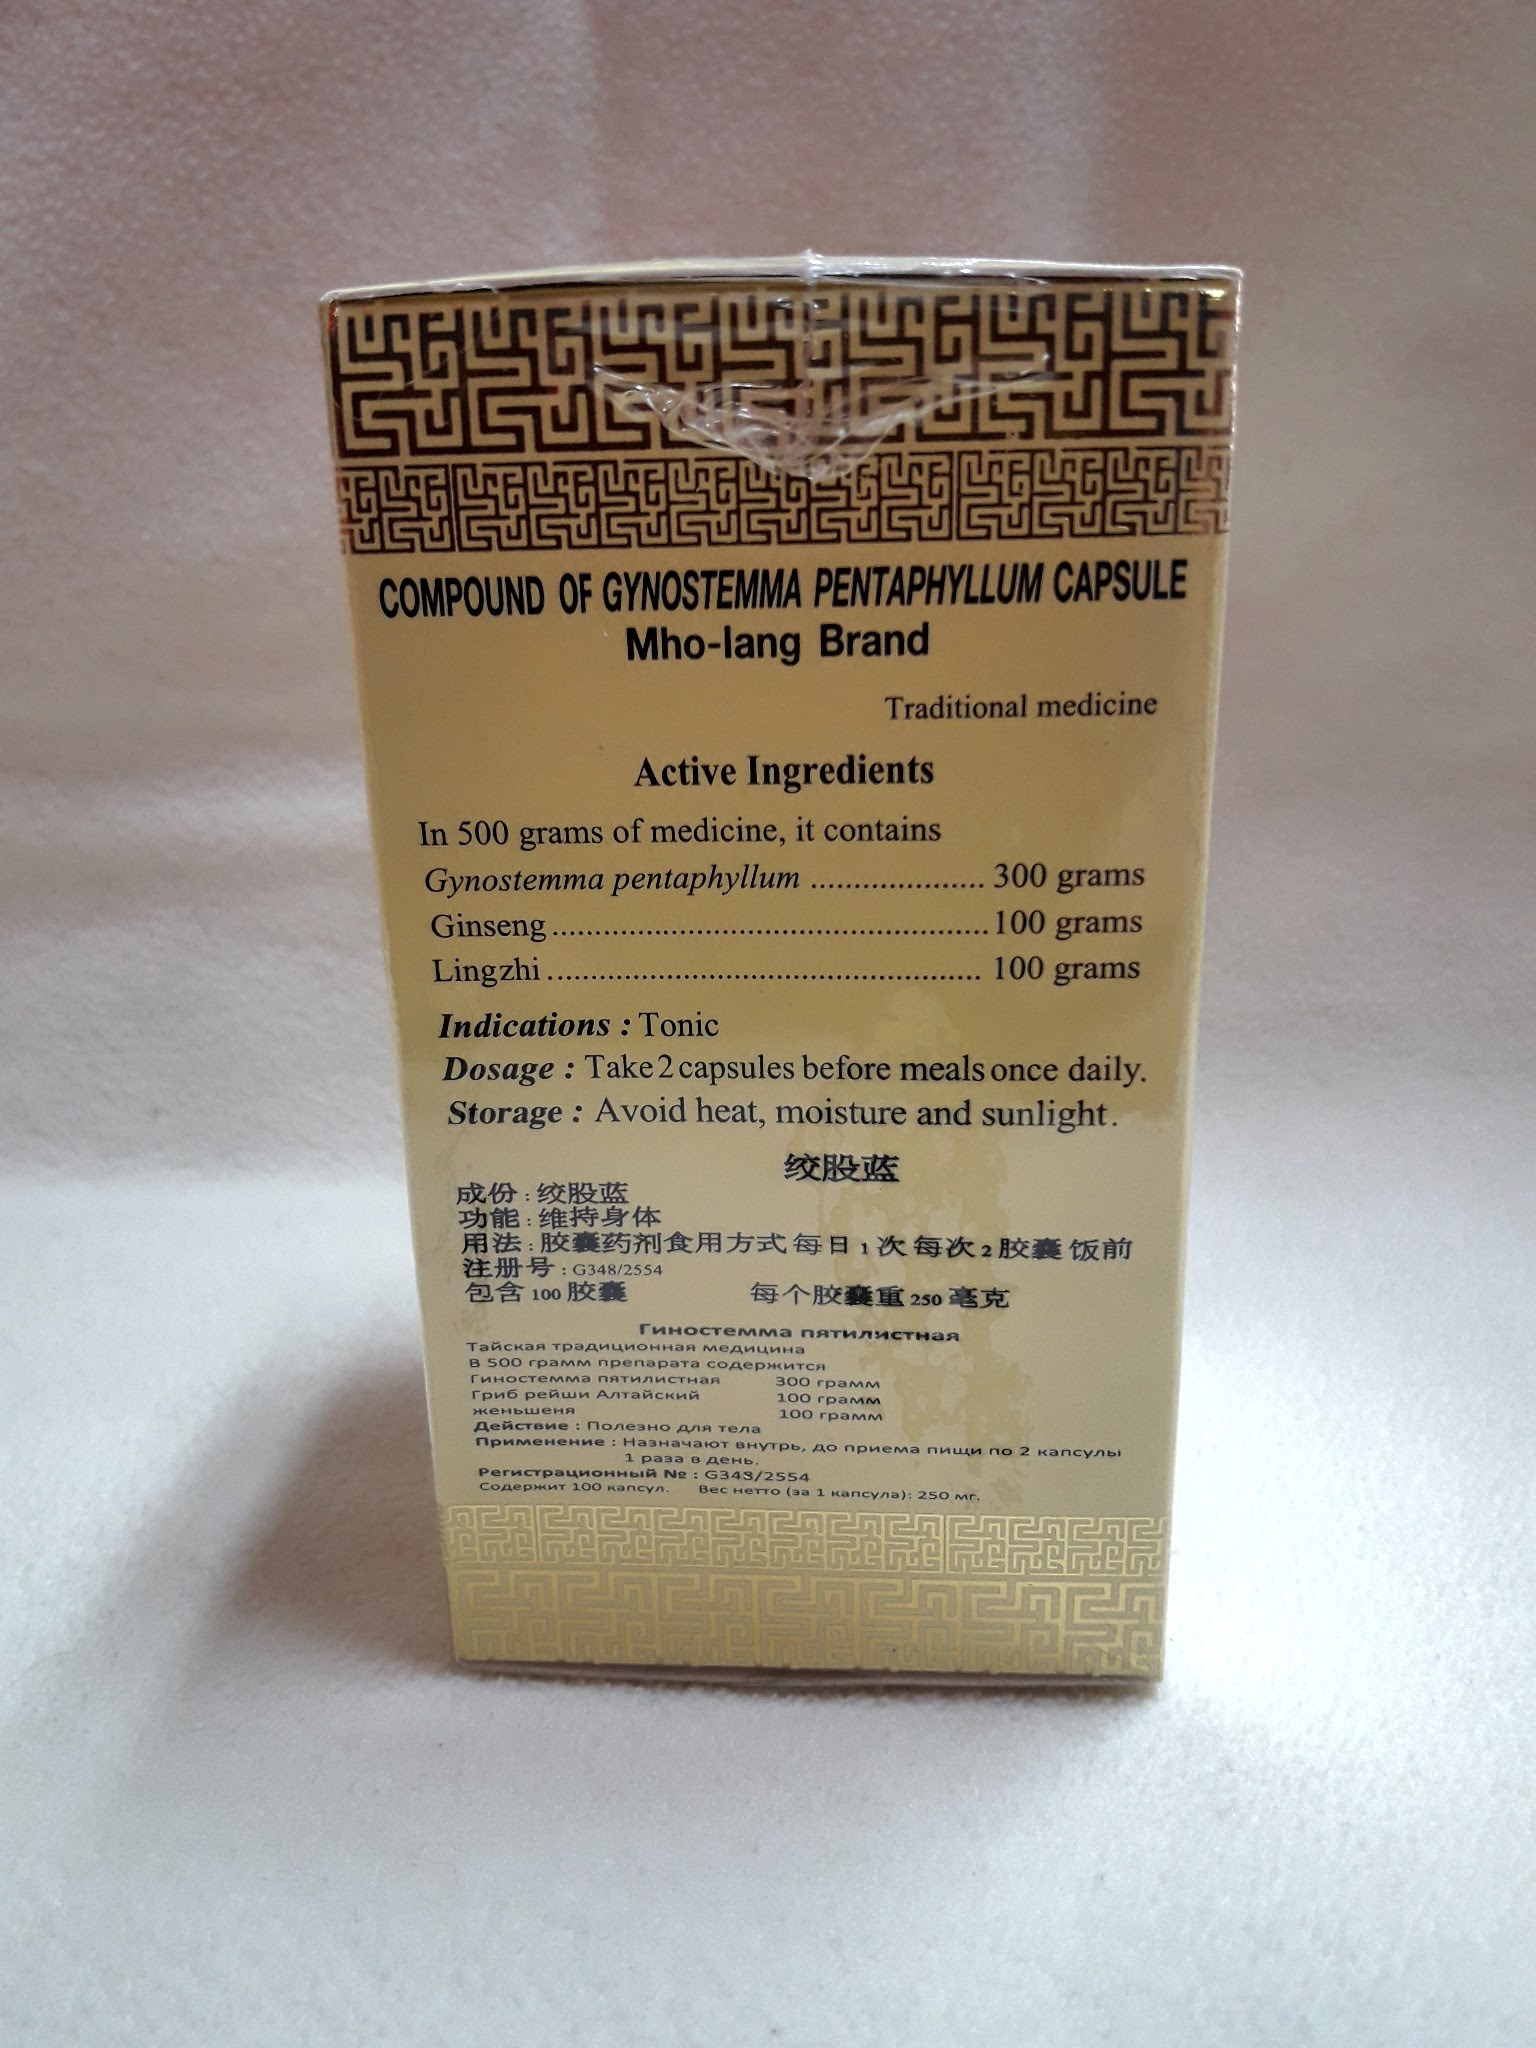 COMPOUND OF GYNOSTEMMA PENTAPHYLLUM CAPSULE
Mho-lang Brand
Traditional medicine
Active Ingredients
In 500 grams of medicine, it contains
Gynostemma pentaphyllum .................... 300 grams
Ginseng .................................................. 100 grams
Lingzhi .................................................. 100 grams
Indications : Tonic
Dosage : Take 2 capsules before meals once daily.
Storage : Avoid heat, moisture and sunlight.
绞股蓝
成份 : 绞股蓝
功能 : 维持身体
用法 : 胶囊药剂食用方式 每日 1 次 每次 2 胶囊 饭前
注册号 : G348/2554
包含 100 胶囊 每个胶囊重 250 毫克
Гиностемма пятилистная
Тайская традиционная медицина
В 500 грамм препарата содержится
Гиностемма пятилистная 300 грамм
Гриб рейши Алтайский 100 грамм
женьшеня 100 грамм
Действие : Полезно для тела
Применение : Назначают внутрь, до приема пищи по 2 капсулы
1 раза в день.
Регистрационный № : G348/2554
Содержит 100 капсул. Вес нетто (за 1 капсула): 250 мг.